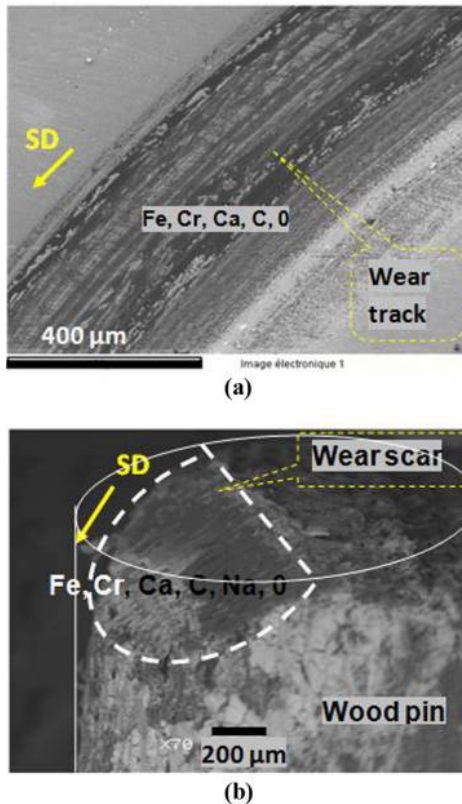 SD
Fe, Cr, Ca, C, 0
Wear
track
400 µm
Image électronique 1
(a)
SD
Wear scar
Fe, Cr, Ca, C, Na, 0
Wood pin
X70
200 µm
(b)